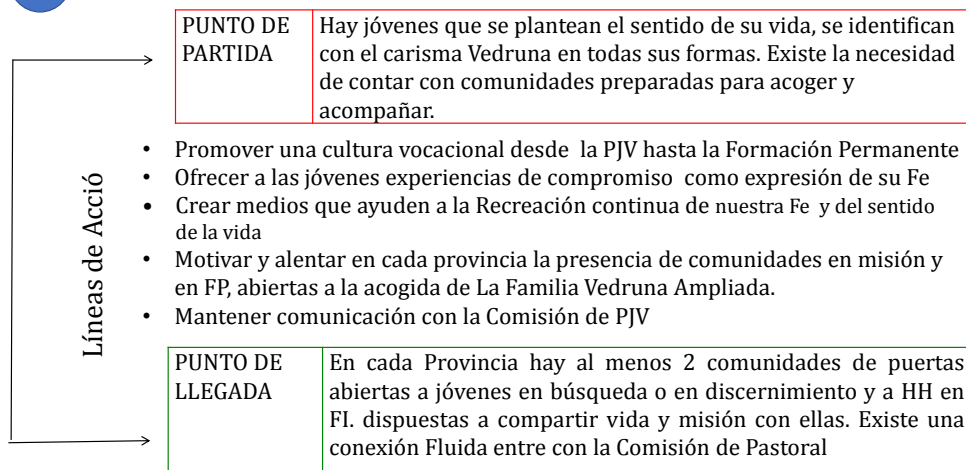 PUNTO DE PARTIDA
Hay jóvenes que se plantean el sentido de su vida, se identifican
con el carisma Vedruna en todas sus formas. Existe la necesidad
de contar con comunidades preparadas para acoger y
acompañar.
Líneas de Acció
• Promover una cultura vocacional desde la PJV hasta la Formación Permanente
• Ofrecer a las jóvenes experiencias de compromiso como expresión de su Fe
• Crear medios que ayuden a la Recreación continua de nuestra Fe y del sentido
de la vida
• Motivar y alentar en cada provincia la presencia de comunidades en misión y
en FP, abiertas a la acogida de La Familia Vedruna Ampliada.
• Mantener comunicación con la Comisión de PJV
PUNTO DE LLEGADA
En cada Provincia hay al menos 2 comunidades de puertas
abiertas a jóvenes en búsqueda o en discernimiento y a HH en
FI. dispuestas a compartir vida y misión con ellas. Existe una
conexión Fluida entre con la Comisión de Pastoral